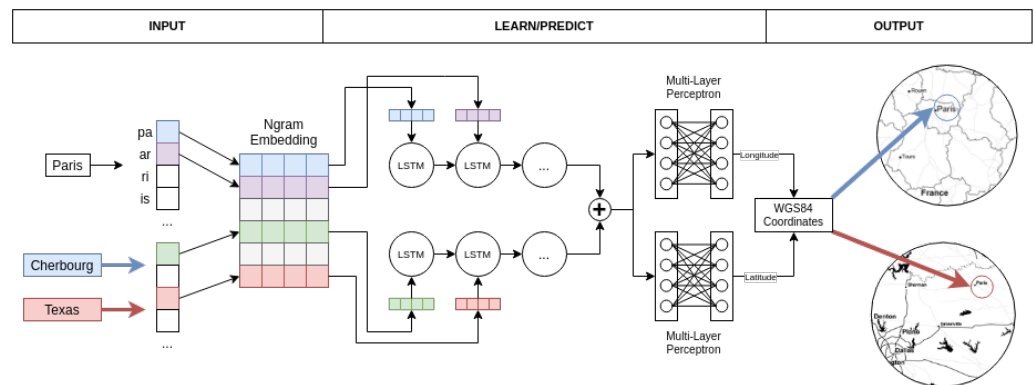 INPUT
LEARN/PREDICT
OUTPUT
Paris
pa
ar
ri
is
...
Cherbourg
Texas
...
Ngram
Embedding
LSTM
LSTM
...
LSTM
LSTM
...
+
Multi-Layer
Perceptron
Longitude
Latitude
Multi-Layer
Perceptron
WGS84
Coordinates
Rouen
Paris
Tours
France
Sherman
Paris
Denton
Greenville
Plano
Dallas